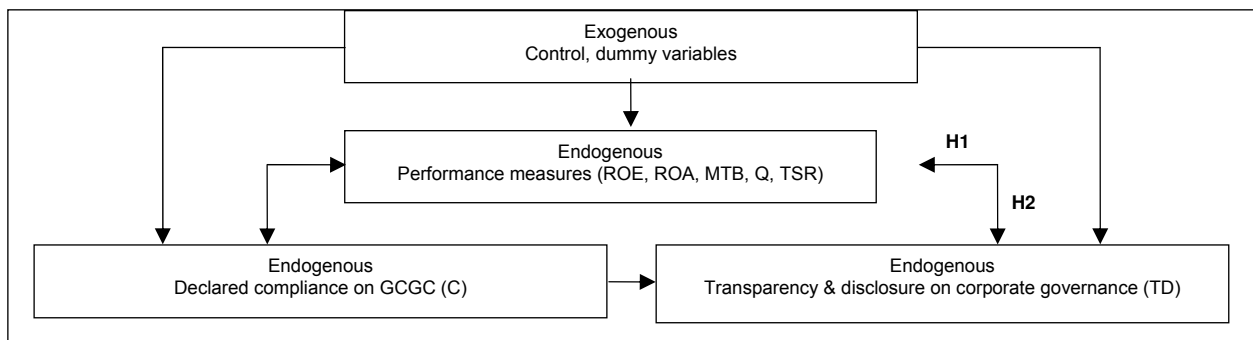 Exogenous
Control, dummy variables
Endogenous
Performance measures (ROE, ROA, MTB, Q, TSR)
H1
H2
Endogenous
Declared compliance on GCGC (C)
Endogenous
Transparency & disclosure on corporate governance (TD)